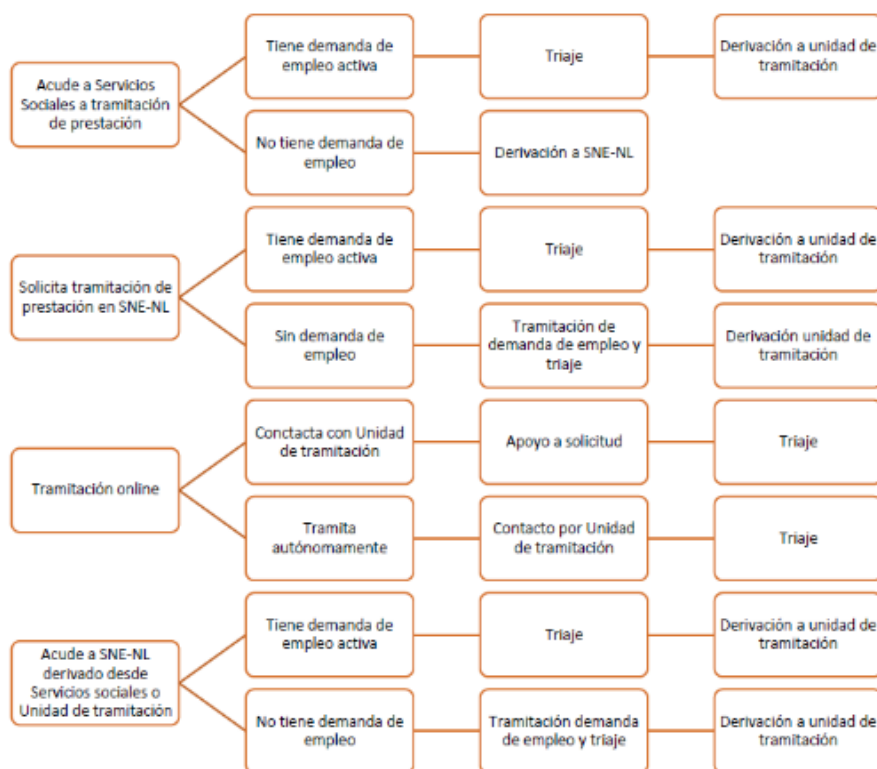 Acude a Servicios
Sociales a tramitación
de prestación
Tiene demanda de
empleo activa
Triaje
Derivación a unidad de
tramitación
No tiene demanda de
empleo
Derivación a SNE-NL
Solicita tramitación de
prestación en SNE-NL
Tiene demanda de
empleo activa
Triaje
Derivación a unidad de
tramitación
Sin demanda de
empleo
Tramitación de
demanda de empleo y
triaje
Derivación unidad de
tramitación
Tramitación online
Conctacta con Unidad
de tramitación
Apoyo a solicitud
Triaje
Tramita
autónomamente
Contacto por Unidad
de tramitación
Triaje
Acude a SNE-NL
derivado desde
Servicios sociales o
Unidad de tramitación
Tiene demanda de
empleo activa
Triaje
Derivación a unidad de
tramitación
No tiene demanda de
empleo
Tramitación demanda
de empleo y triaje
Derivación a unidad de
tramitación